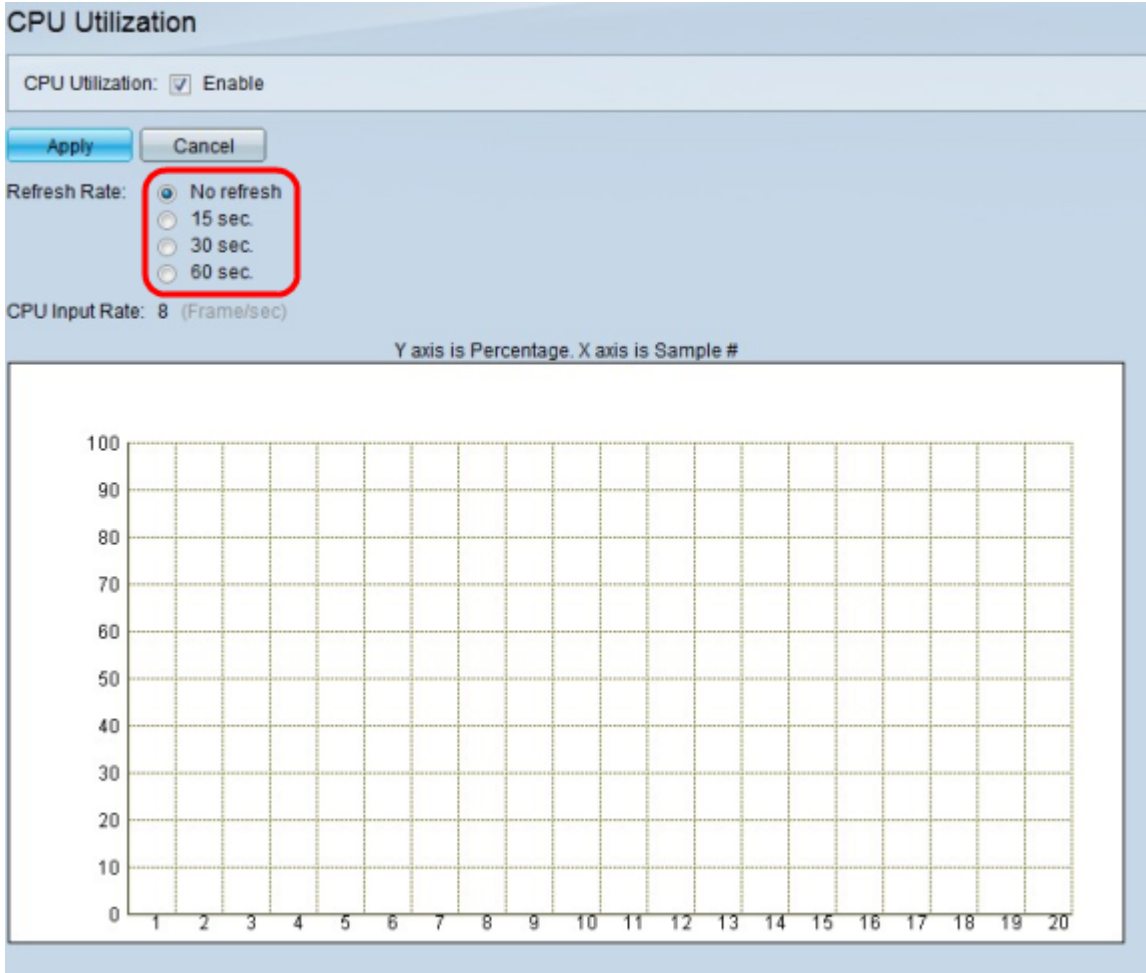 CPU Utilization
CPU Utilization: Enable
Apply Cancel
Refresh Rate: No refresh
15 sec.
30 sec.
60 sec.
CPU Input Rate: 8 (Frame/sec)
Y axis is Percentage. X axis is Sample #
100
90
80
70
60
50
40
30
20
10
0
1 2 3 4 5 6 7 8 9 10 11 12 13 14 15 16 17 18 19 20